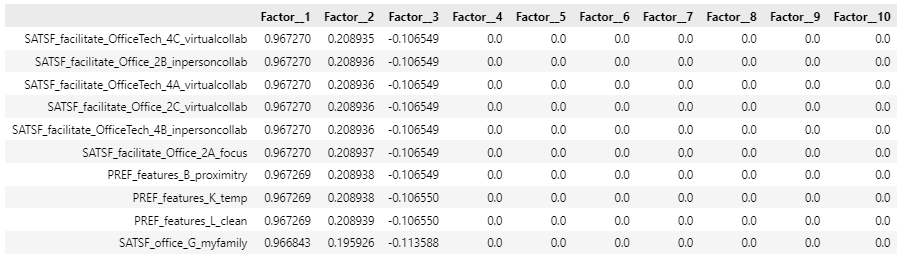 Factor__1 Factor__2 Factor__3 Factor__4 Factor__5 Factor__6 Factor__7 Factor__8 Factor__9 Factor__10
SATSF_facilitate_OfficeTech_4C_virtualcollab 0.967270 0.208935 -0.106549 0.0 0.0 0.0 0.0 0.0 0.0 0.0
SATSF_facilitate_Office_2B_inpersoncollab 0.967270 0.208936 -0.106549 0.0 0.0 0.0 0.0 0.0 0.0 0.0
SATSF_facilitate_OfficeTech_4A_virtualcollab 0.967270 0.208936 -0.106549 0.0 0.0 0.0 0.0 0.0 0.0 0.0
SATSF_facilitate_Office_2C_virtualcollab 0.967270 0.208936 -0.106549 0.0 0.0 0.0 0.0 0.0 0.0 0.0
SATSF_facilitate_OfficeTech_4B_inpersoncollab 0.967270 0.208936 -0.106549 0.0 0.0 0.0 0.0 0.0 0.0 0.0
SATSF_facilitate_Office_2A_focus 0.967270 0.208937 -0.106549 0.0 0.0 0.0 0.0 0.0 0.0 0.0
PREF_features_B_proximitry 0.967269 0.208938 -0.106549 0.0 0.0 0.0 0.0 0.0 0.0 0.0
PREF_features_K_temp 0.967269 0.208938 -0.106550 0.0 0.0 0.0 0.0 0.0 0.0 0.0
PREF_features_L_clean 0.967269 0.208939 -0.106550 0.0 0.0 0.0 0.0 0.0 0.0 0.0
SATSF_office_G_myfamily 0.966843 0.195926 -0.113588 0.0 0.0 0.0 0.0 0.0 0.0 0.0